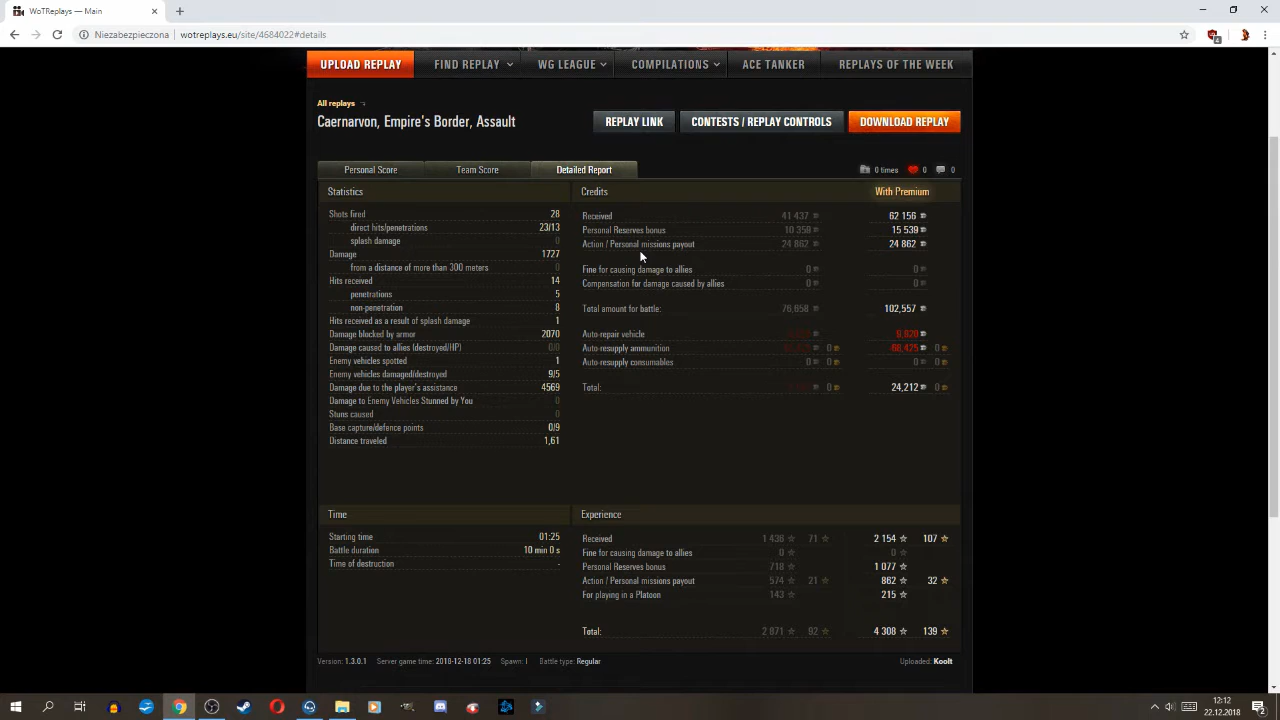 WoTReplays — Main
Niezabezpieczona wotreplays.eu/site/4684022#details
UPLOAD REPLAY FIND REPLAY WG LEAGUE COMPILATIONS ACE TANKER REPLAYS OF THE WEEK
All replays
Caernarvon, Empire's Border, Assault
REPLAY LINK CONTESTS / REPLAY CONTROLS DOWNLOAD REPLAY
Personal Score Team Score Detailed Report 0 times 0 0
Statistics
Shots fired 28
direct hits/penetrations 23/13
splash damage 0
Damage 1727
from a distance of more than 300 meters 0
Hits received 14
penetrations 5
non-penetration 8
Hits received as a result of splash damage 1
Damage blocked by armor 2070
Damage caused to allies (destroyed/HP) 0/0
Enemy vehicles spotted 1
Enemy vehicles damaged/destroyed 9/5
Damage due to the player's assistance 4569
Damage to Enemy Vehicles Stunned by You 0
Stuns caused 0
Base capture/defence points 0/9
Distance traveled 1,61
Credits With Premium
Received 41 437 62 156
Personal Reserves bonus 10 359 15 539
Action / Personal missions payout 24 862 24 862
Fine for causing damage to allies 0 0
Compensation for damage caused by allies 0 0
Total amount for battle: 76,658 102,557
Auto-repair vehicle
Auto-resupply ammunition 0 0
Auto-resupply consumables 0 0 0 0
Total: 0 24,212 0
Time
Starting time 01:25
Battle duration 10 min 0 s
Time of destruction -
Experience
Received 1 436 71 2 154 107
Fine for causing damage to allies 0 0
Personal Reserves bonus 718 1 077
Action / Personal missions payout 574 21 862 32
For playing in a Platoon 143 215
Total: 2 871 92 4 308 139
Version: 1.3.0.1 Server game time: 2018-12-18 01:25 Spawn: I Battle type: Regular Uploaded: Koolt
12:12
22.12.2018
2